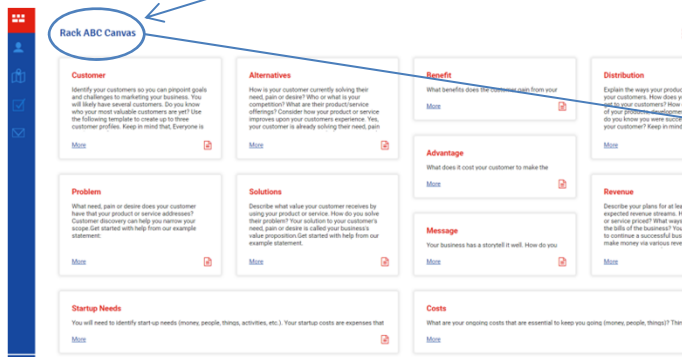 Rack ABC Canvas
Customer
Identify your customers so you can pinpoint goals
and challenges to marketing your business. You
will likely have several customers. Do you know
who your most valuable customers are yet? Use
the following template to create up to three
customer profiles. Keep in mind that, Everyone is
More
Alternatives
How is your customer currently solving their
need, pain or desire? Who or what is your
competition? What are their product/service
offerings? Consider how your product or service
improves upon your customers experience. Yes,
your customer is already solving their need, pain
More
Benefit
What benefits does the customer gain from your
More
Advantage
What does it cost your customer to make the
More
Distribution
Explain the ways your produc
your customers. How does y
get to your customers? How
of your products, developmen
do you know you were succe
your customer? Keep in mind
More
Problem
What need, pain or desire does your customer
have that your product or service addresses?
Customer discovery can help you narrow your
scope.Get started with help from our example
statement:
More
Solutions
Describe what value your customer receives by
using your product or service. How do you solve
their problem? Your solution to your customer's
need, pain or desire is called your business's
value proposition.Get started with help from our
example statement.
More
Message
Your business has a storytell it well. How do you
More
Revenue
Describe your plans for at leas
expected revenue streams. H
or service priced? What ways
the bills of the business? You
to continue a successful bus
make money via various reve
More
Startup Needs
You will need to identify start-up needs (money, people, things, activities, etc.). Your startup costs are expenses that
More
Costs
What are your ongoing costs that are essential to keep you going (money, people, things)? Thin
More